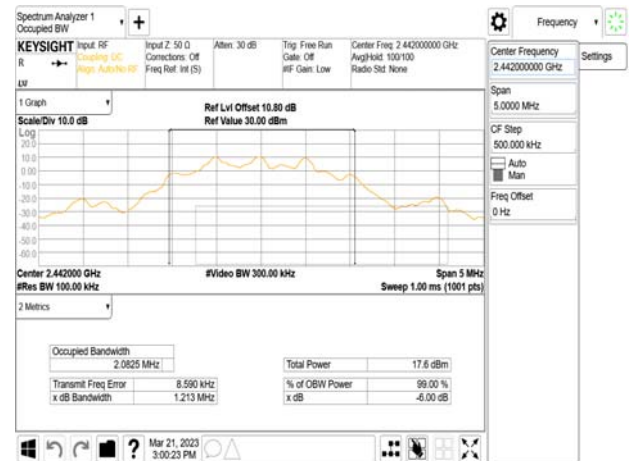 Spectrum Analyzer 1
Occupied BW
Frequency
KEYSIGHT
R
Input: RF
Coupling: DC
Align: Auto/No RF
Input Z: 50 Ω
Corrections: Off
Freq Ref: Int (S)
Atten: 30 dB
Trig: Free Run
Gate: Off
#IF Gain: Low
Center Freq: 2.442000000 GHz
Avg|Hold: 100/100
Radio Std: None
Center Frequency
2.442000000 GHz
Settings
Span
5.0000 MHz
CF Step
500.000 kHz
Auto
Man
Freq Offset
0 Hz
1 Graph
Scale/Div 10.0 dB
Ref Lvl Offset 10.80 dB
Ref Value 30.00 dBm
Log
20.0
10.0
0.00
-10.0
-20.0
-30.0
-40.0
-50.0
-60.0
Center 2.442000 GHz
#Res BW 100.00 kHz
#Video BW 300.00 kHz
Span 5 MHz
Sweep 1.00 ms (1001 pts)
2 Metrics
Occupied Bandwidth
2.0825 MHz
Total Power 17.6 dBm
Transmit Freq Error 8.590 kHz
% of OBW Power 99.00 %
x dB Bandwidth 1.213 MHz
x dB -6.00 dB
?
Mar 21, 2023
3:00:23 PM